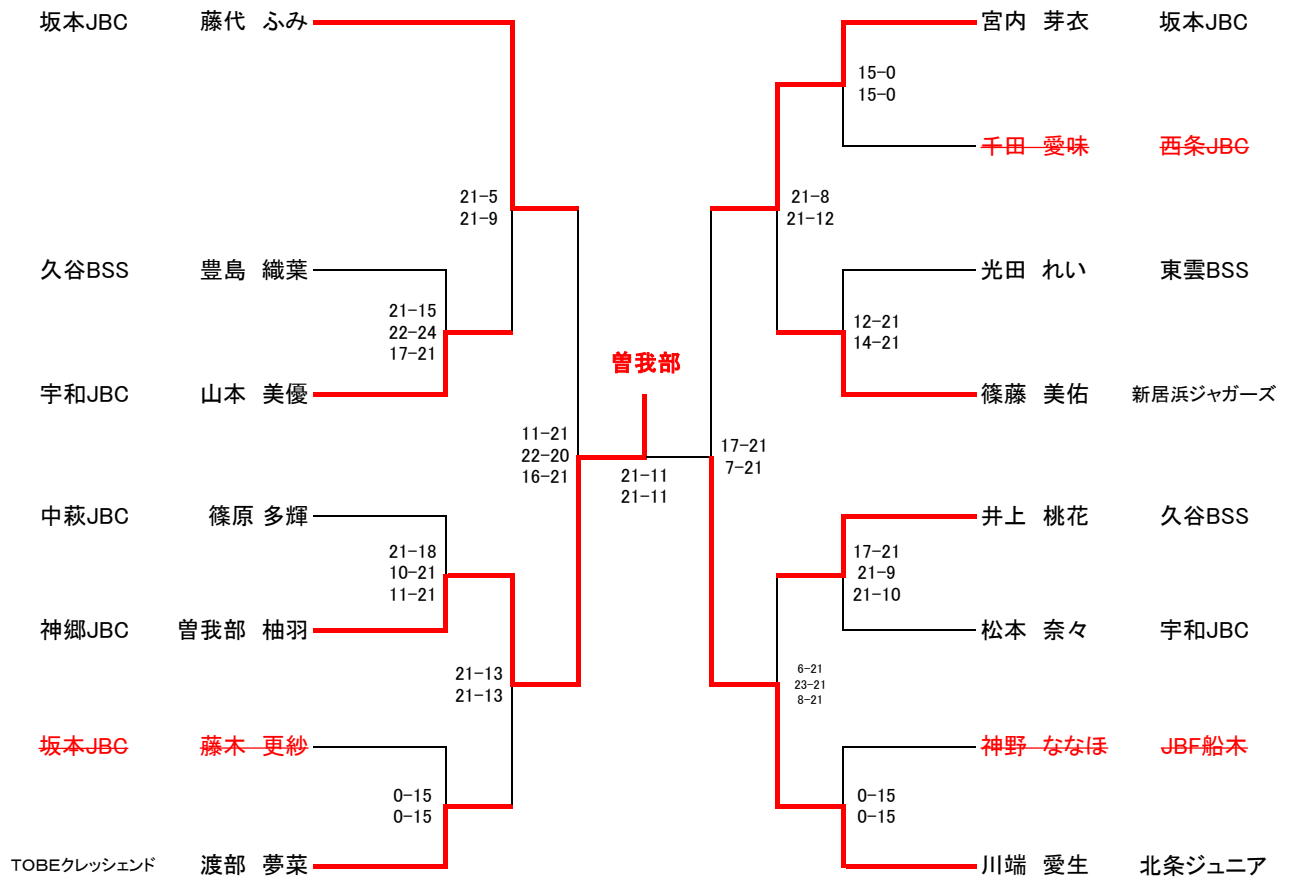 坂本JBC 藤代 ふみ
21-5
21-9
久谷BSS 豊島 織葉
21-15
22-24
17-21
宇和JBC 山本 美優
11-21
22-20
16-21
中萩JBC 篠原 多輝
21-18
10-21
11-21
神郷JBC 曽我部 柚羽
21-13
21-13
坂本JBC 藤木 更紗
0-15
0-15
TOBEクレッシェンド 渡部 夢菜
曽我部
21-11
21-11
宮内 芽衣 坂本JBC
15-0
15-0
千田 愛味 西条JBC
21-8
21-12
光田 れい 東雲BSS
12-21
14-21
篠藤 美佑 新居浜ジャガーズ
17-21
7-21
井上 桃花 久谷BSS
17-21
21-9
21-10
松本 奈々 宇和JBC
6-21
23-21
8-21
神野 ななほ JBF船木
0-15
0-15
川端 愛生 北条ジュニア